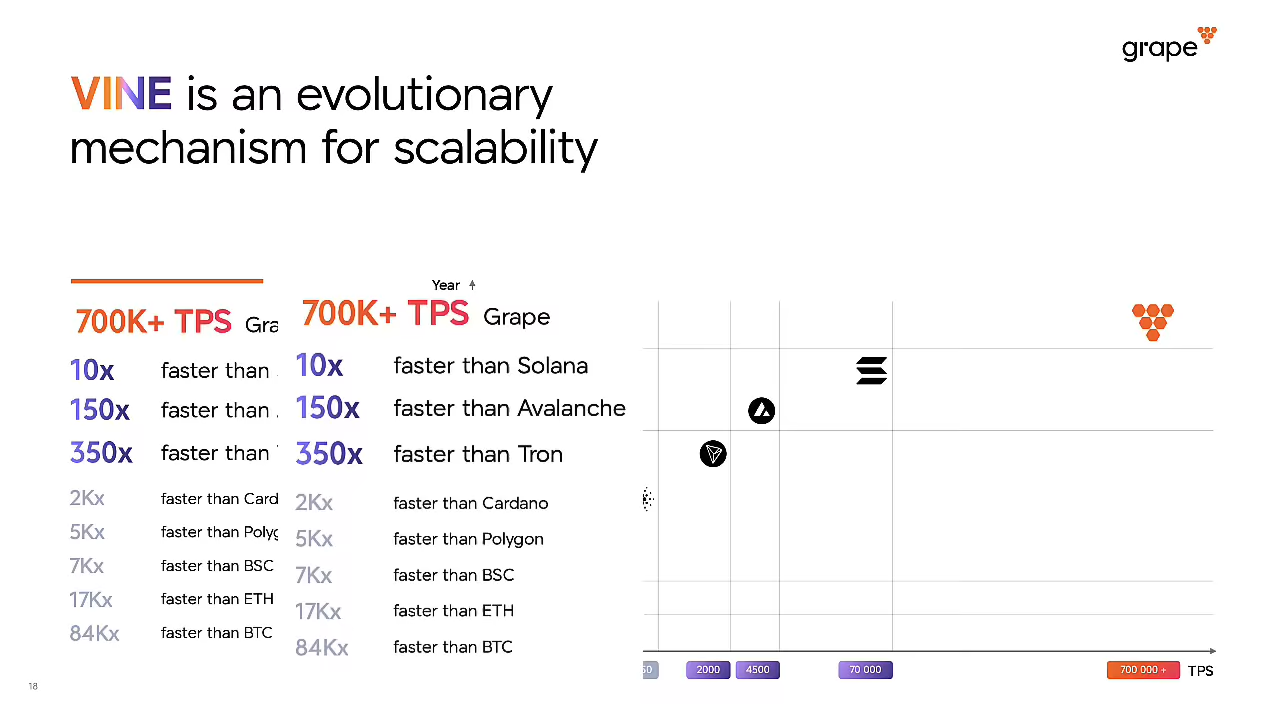 grape
VINE is an evolutionary
mechanism for scalability
Year
700K+ TPS Gra
10x faster than
150x faster than
350x faster than
2Kx faster than Card
5Kx faster than Polyg
7Kx faster than BSC
17Kx faster than ETH
84Kx faster than BTC
700K+ TPS Grape
10x faster than Solana
150x faster than Avalanche
350x faster than Tron
2Kx faster than Cardano
5Kx faster than Polygon
7Kx faster than BSC
17Kx faster than ETH
84Kx faster than BTC
2000 4500 70 000 700 000 + TPS
18